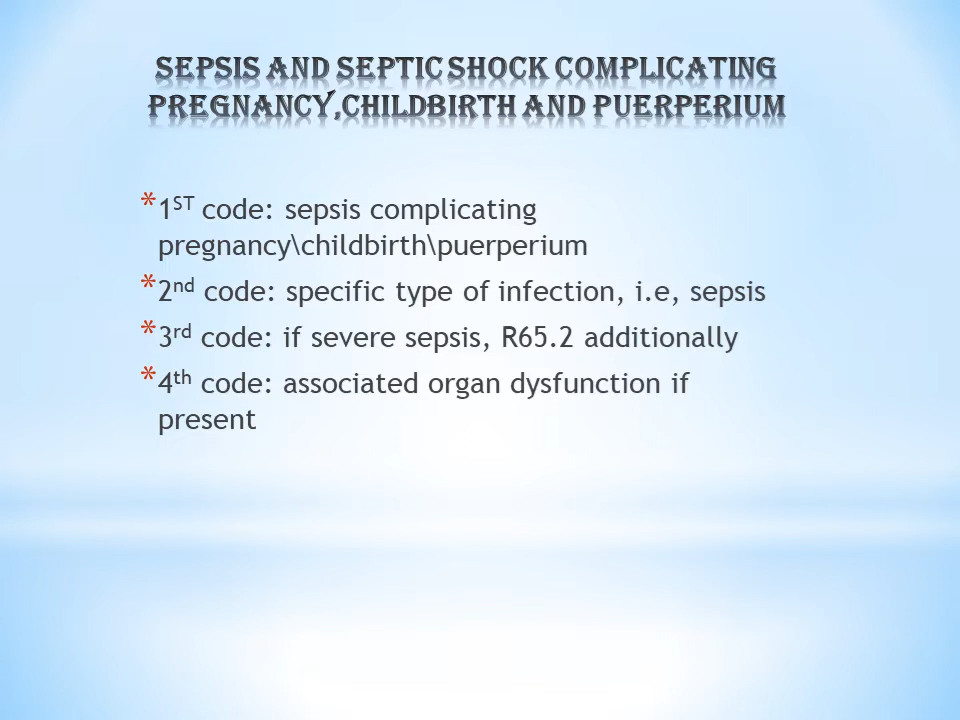 SEPSIS AND SEPTIC SHOCK COMPLICATING
PREGNANCY,CHILDBIRTH AND PUERPERIUM
*1ST code: sepsis complicating
pregnancy\childbirth\puerperium
*2nd code: specific type of infection, i.e, sepsis
*3rd code: if severe sepsis, R65.2 additionally
*4th code: associated organ dysfunction if
present